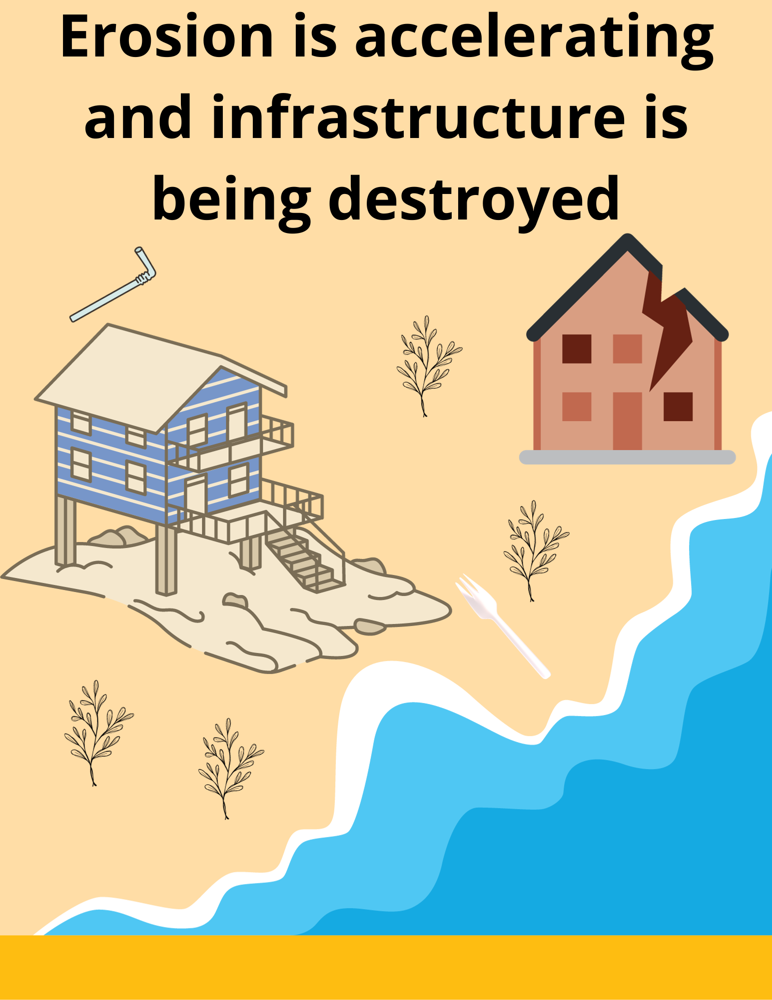 Erosion is accelerating
and infrastructure is
being destroyed